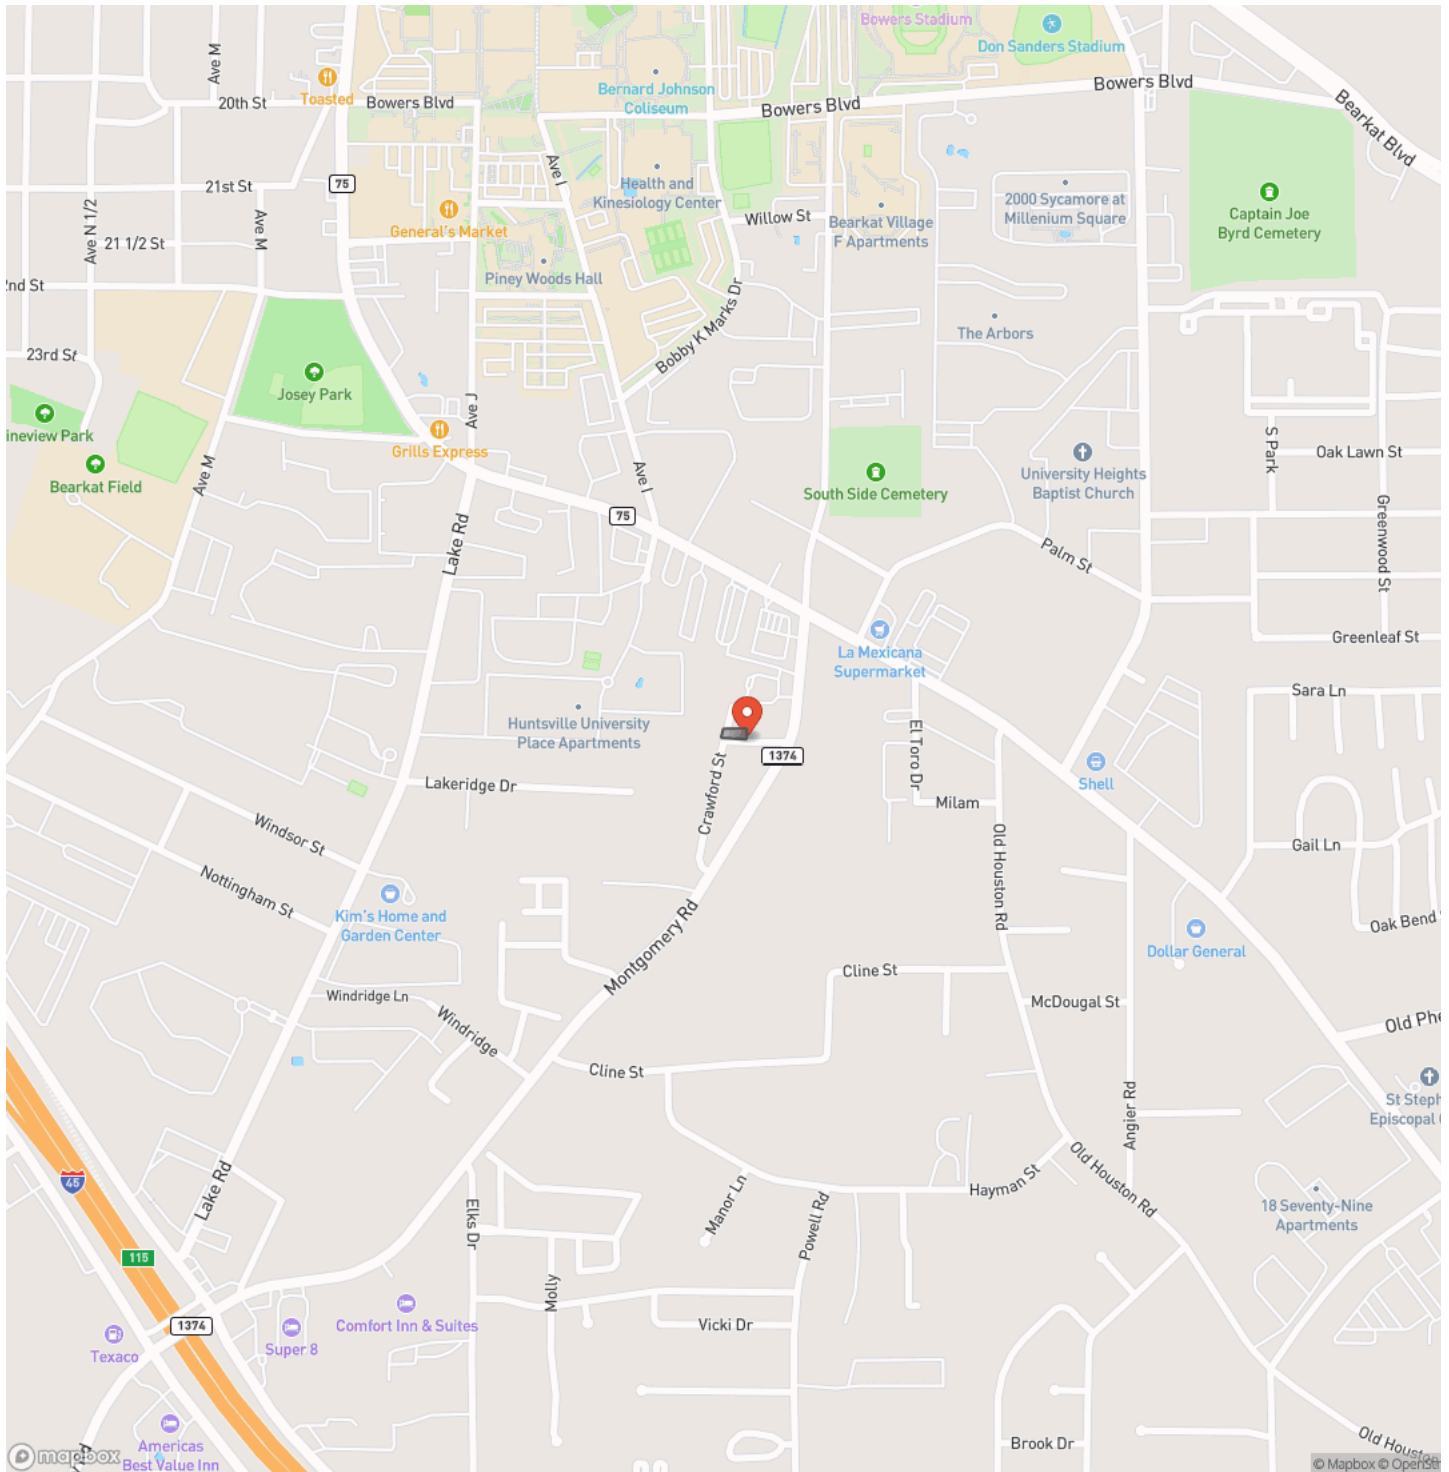 Bowers Stadium
Don Sanders Stadium
Ave M
20th St
Toasted
Bowers Blvd
Bernard Johnson
Coliseum
Bowers Blvd
Bowers Blvd
Bearkat Blvd
75
21st St
Ave I
Health and
Kinesiology Center
2000 Sycamore at
Millenium Square
Captain Joe
Byrd Cemetery
Ave N 1/2
Ave M
21 1/2 St
General's Market
Willow St
Bearkat Village
F Apartments
2nd St
Piney Woods Hall
Bobby K Marks Dr
The Arbors
23rd St
Josey Park
Ave J
ineview Park
Grills Express
Bearkat Field
Ave M
Ave I
South Side Cemetery
University Heights
Baptist Church
S Park
Oak Lawn St
Greenwood St
75
Lake Rd
Palm St
Greenleaf St
La Mexicana
Supermarket
Sara Ln
Huntsville University
Place Apartments
1374
El Toro Dr
Crawford St
Lakeridge Dr
Milam
Shell
Windsor St
Old Houston Rd
Gail Ln
Nottingham St
Kim's Home and
Garden Center
Montgomery Rd
Oak Bend
Dollar General
Cline St
Windridge Ln
McDougal St
Windridge
Old Phe
Cline St
St Steph
Episcopal
Angier Rd
45
Lake Rd
Elks Dr
Manor Ln
Powell Rd
Hayman St
Old Houston Rd
18 Seventy-Nine
Apartments
115
Molly
1374
Comfort Inn & Suites
Vicki Dr
Texaco
Super 8
Americas
Best Value Inn
Brook Dr
Old Houston
mapbox
© Mapbox © OpenStr